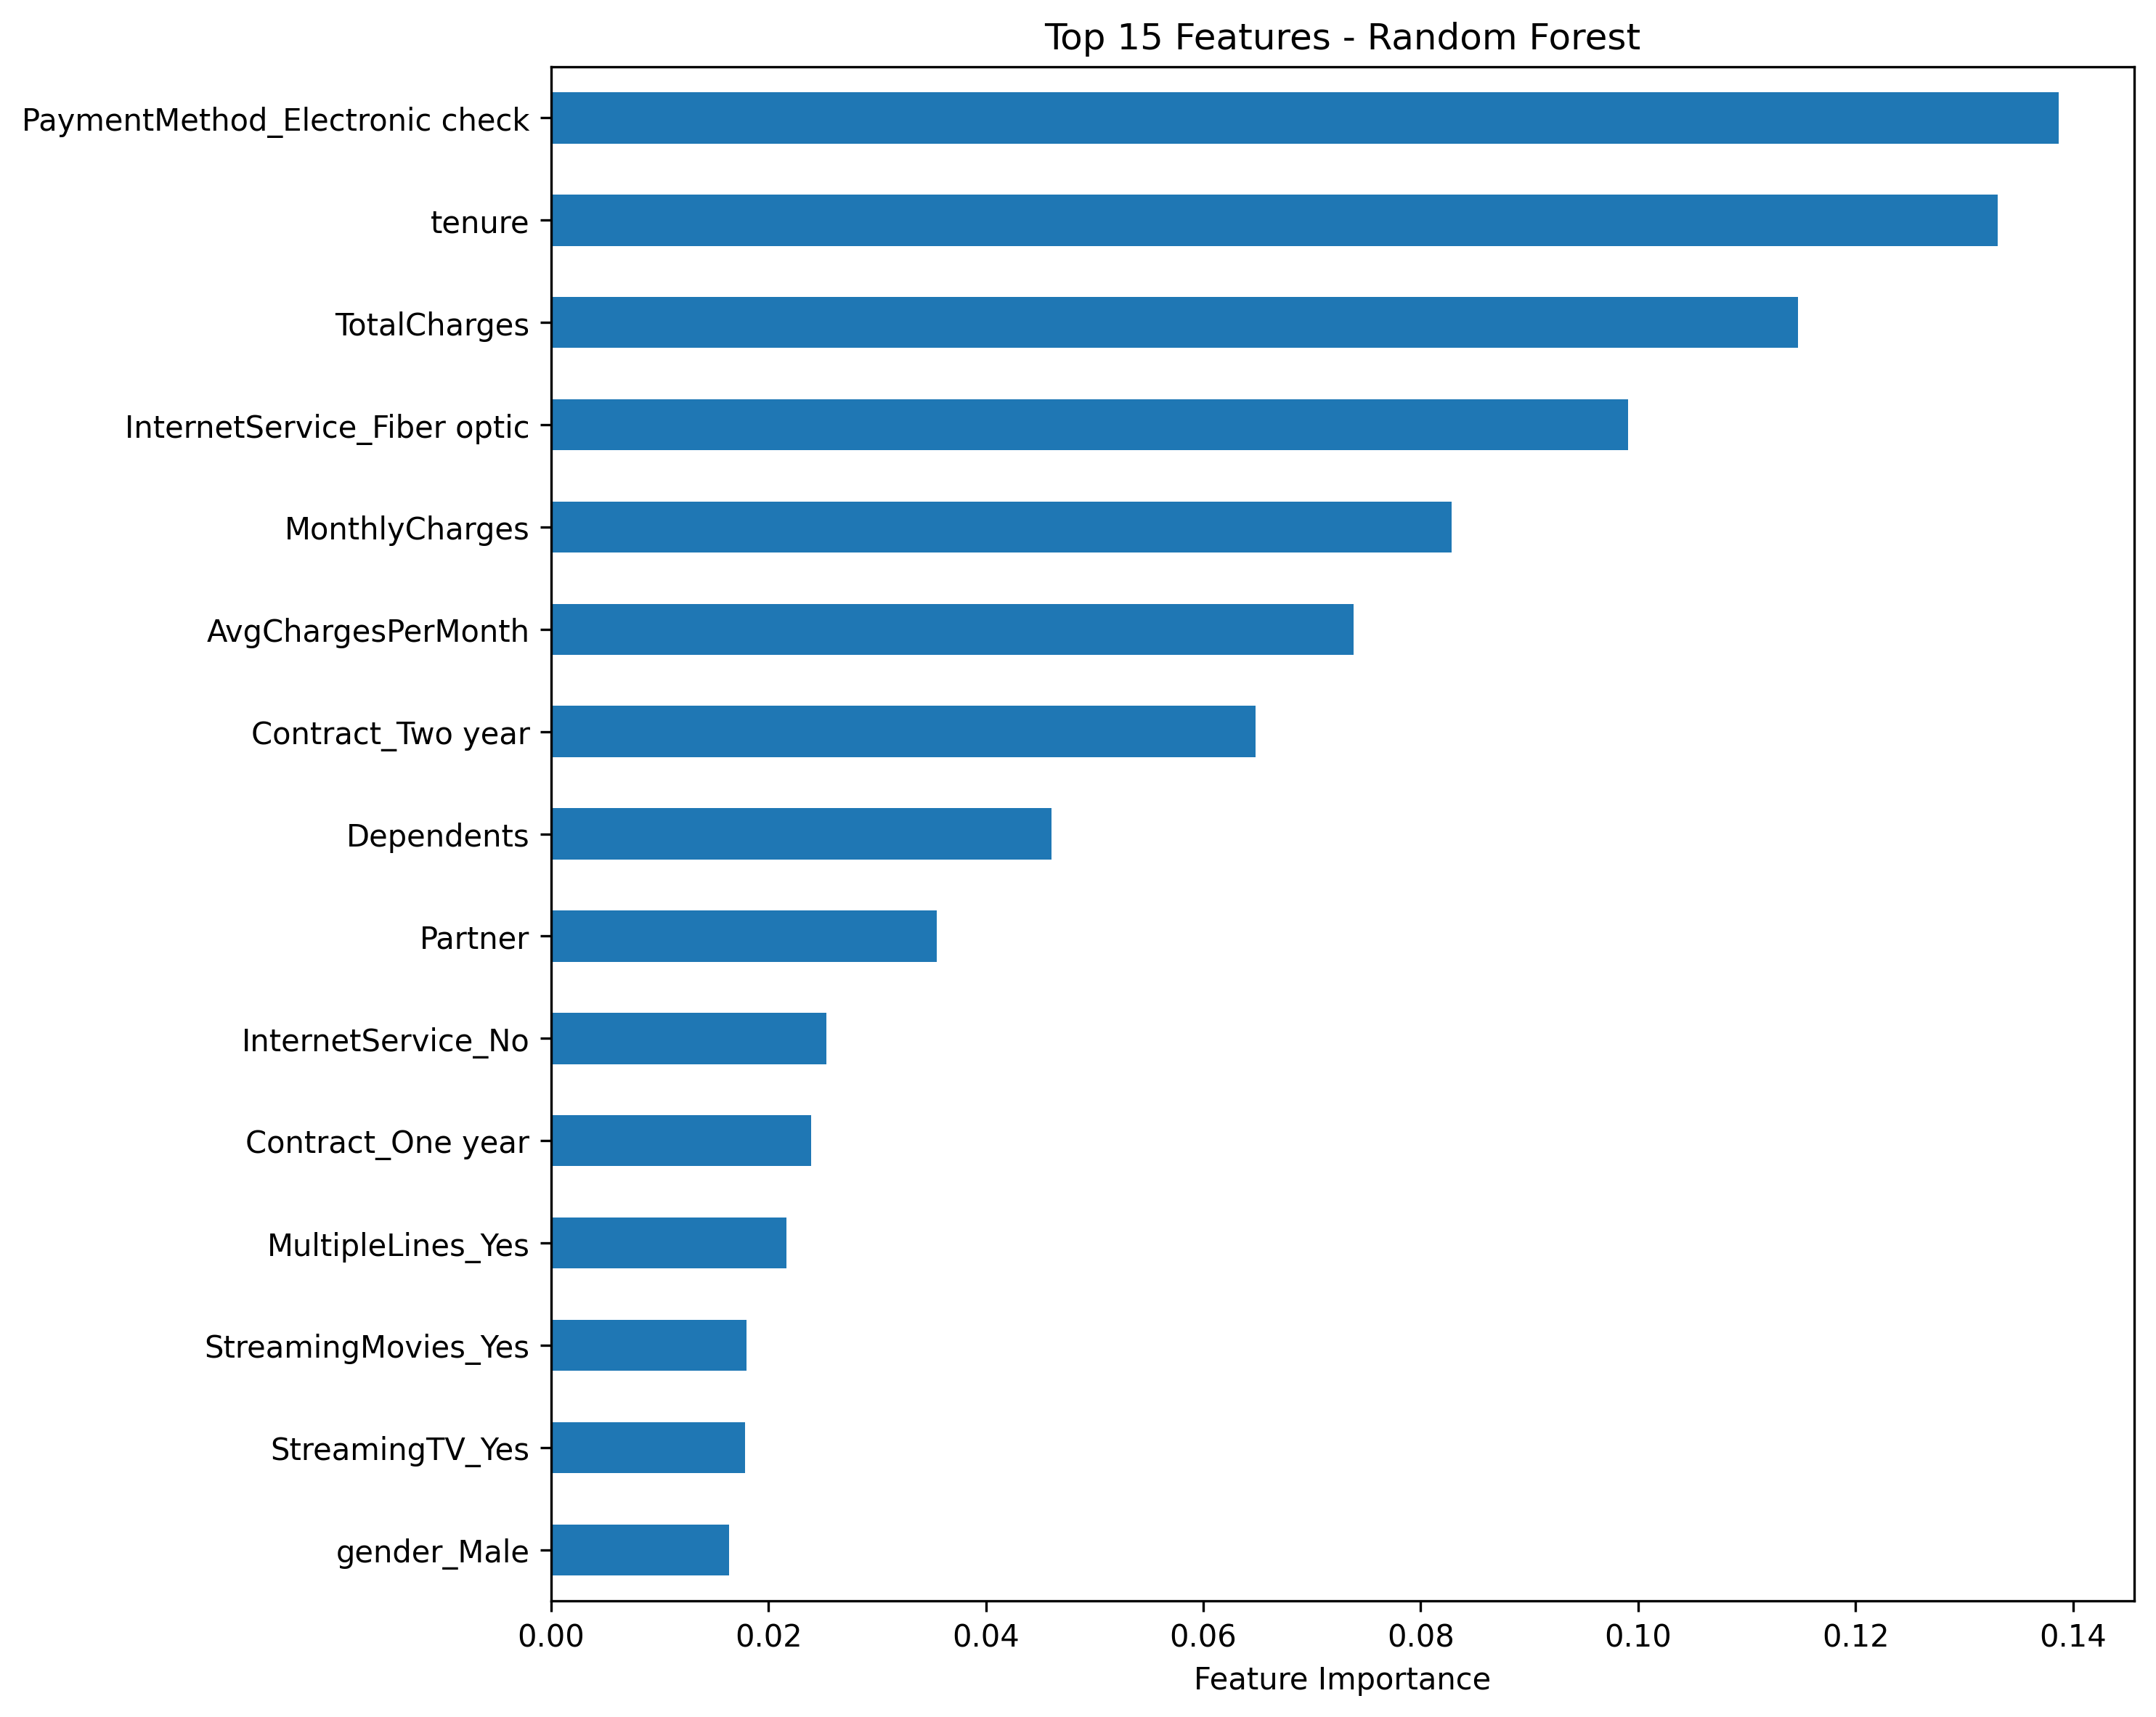 Top 15 Features - Random Forest
PaymentMethod_Electronic check
tenure
TotalCharges
InternetService_Fiber optic
MonthlyCharges
AvgChargesPerMonth
Contract_Two year
Dependents
Partner
InternetService_No
Contract_One year
MultipleLines_Yes
StreamingMovies_Yes
StreamingTV_Yes
gender_Male
0.00 0.02 0.04 0.06 0.08 0.10 0.12 0.14
Feature Importance